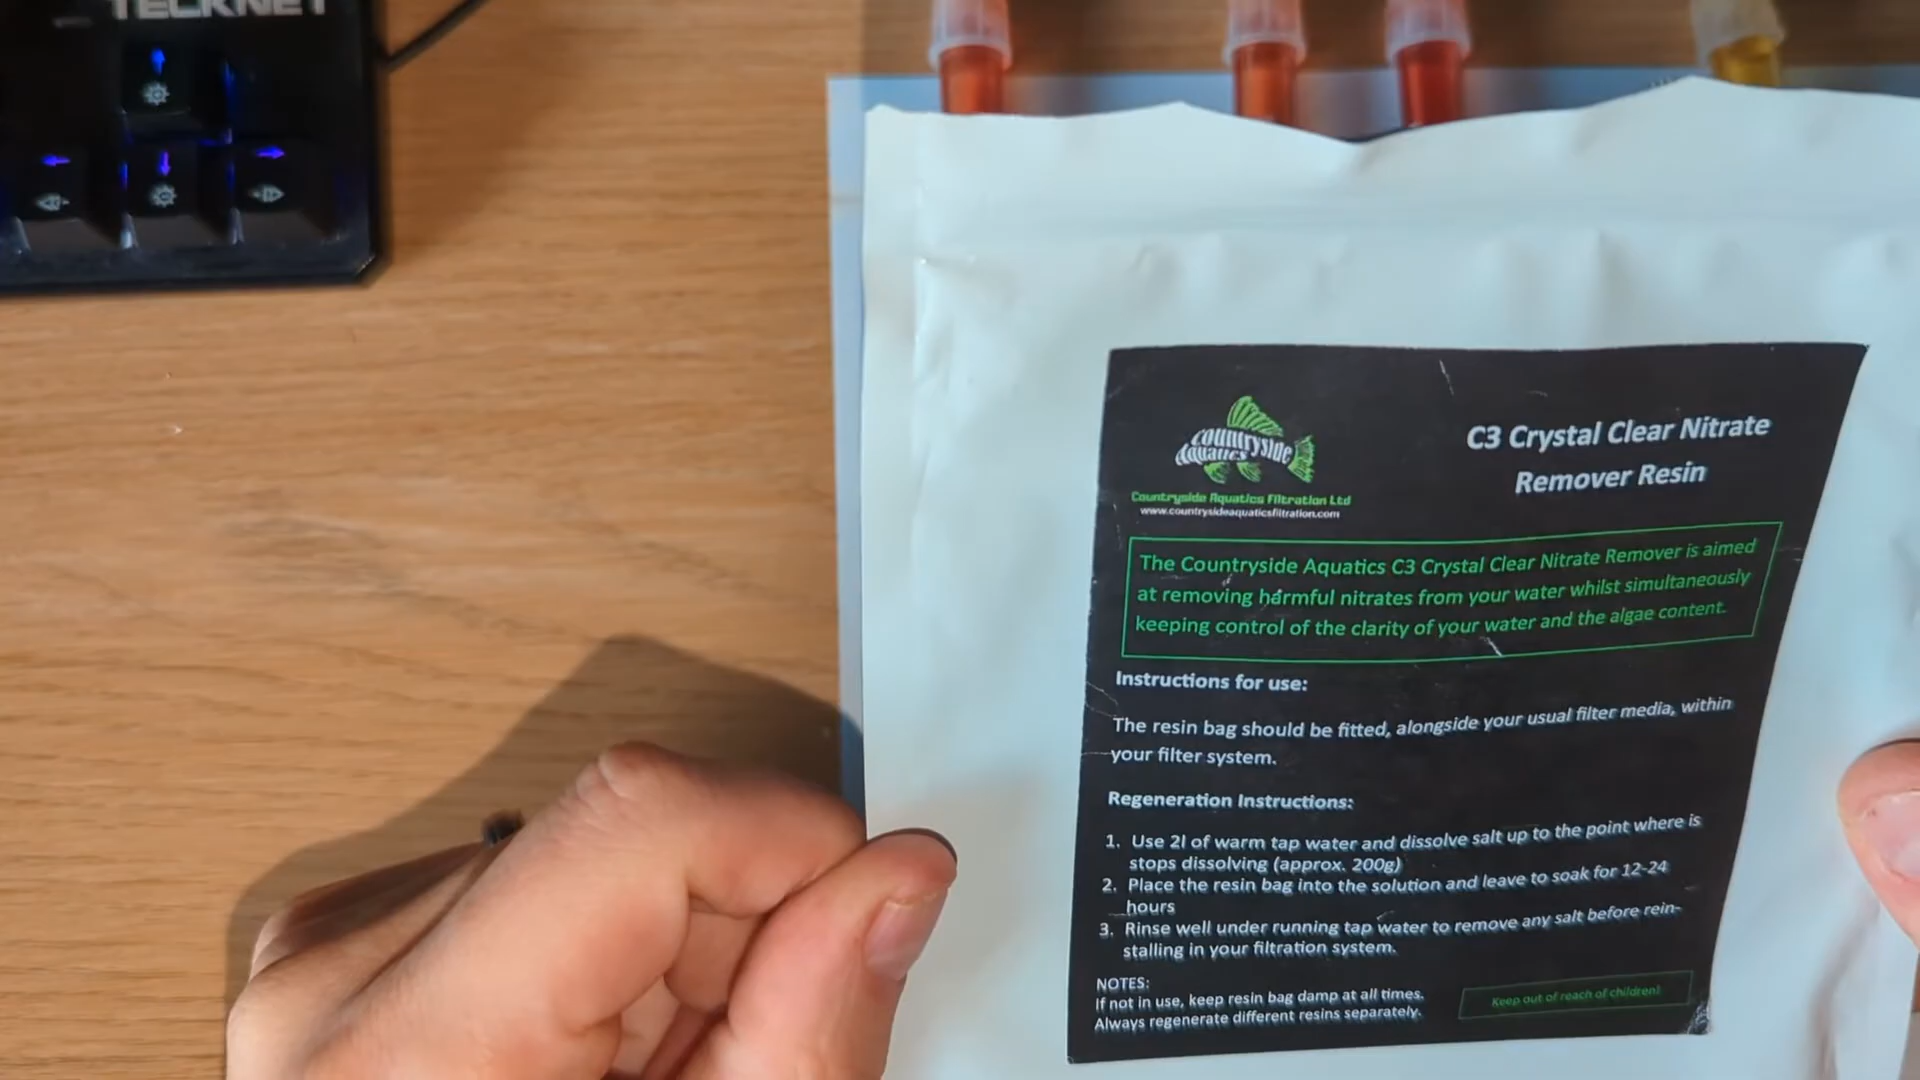 TECKNET
countryside
aquatics
Countryside Aquatics Filtration Ltd
www.countrysideaquaticsfiltration.com
C3 Crystal Clear Nitrate
Remover Resin
The Countryside Aquatics C3 Crystal Clear Nitrate Remover is aimed
at removing harmful nitrates from your water whilst simultaneously
keeping control of the clarity of your water and the algae content.
Instructions for use:
The resin bag should be fitted, alongside your usual filter media, within
your filter system.
Regeneration Instructions:
1. Use 2l of warm tap water and dissolve salt up to the point where is
stops dissolving (approx. 200g)
2. Place the resin bag into the solution and leave to soak for 12-24
hours
3. Rinse well under running tap water to remove any salt before rein-
stalling in your filtration system.
NOTES:
If not in use, keep resin bag damp at all times.
Always regenerate different resins separately.
Keep out of reach of children!